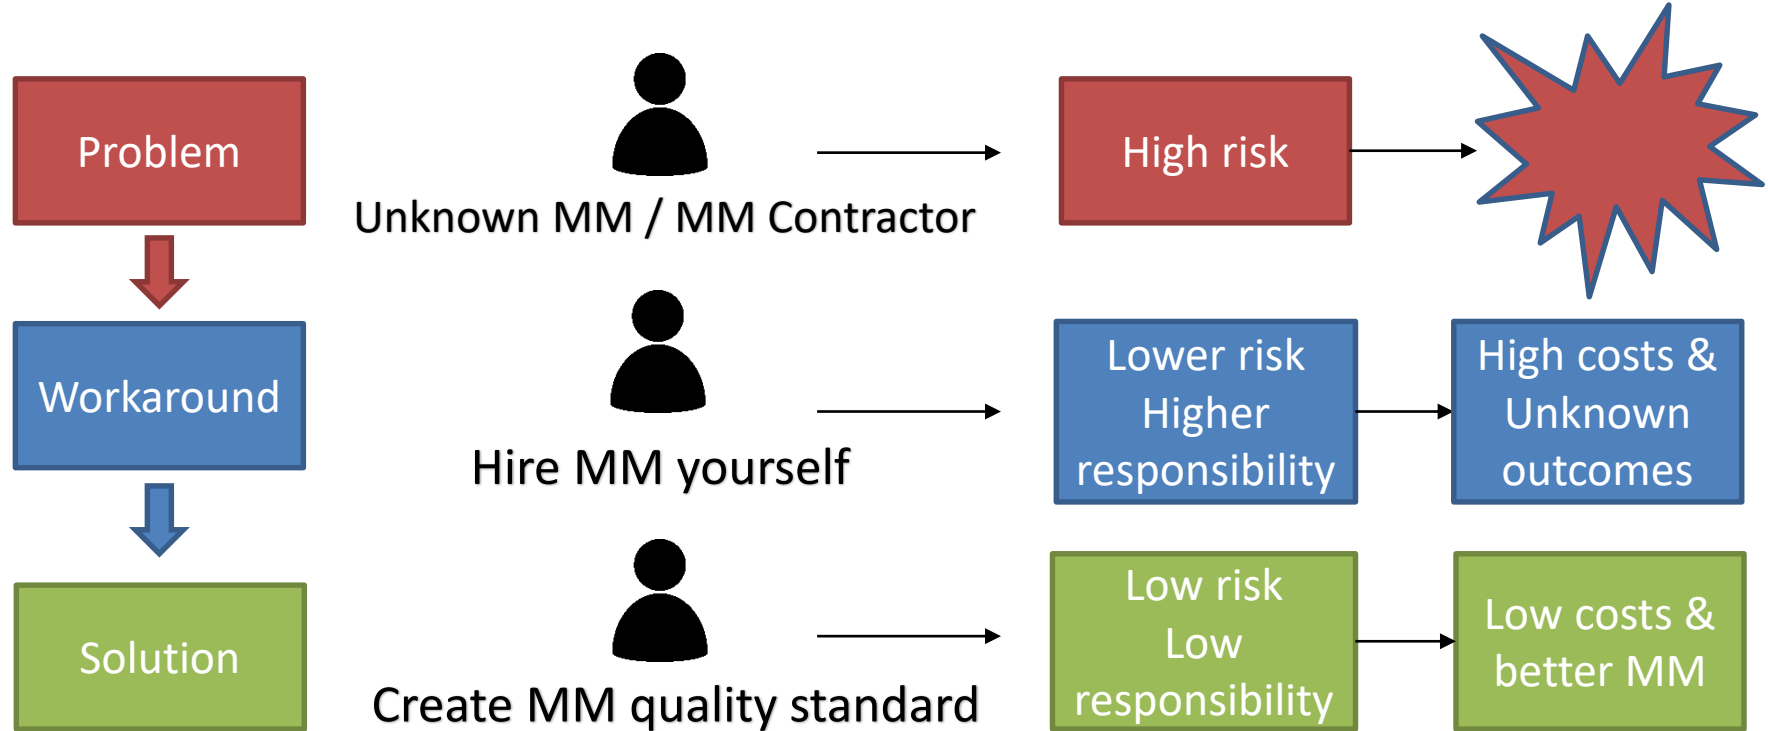 Problem
Unknown MM / MM Contractor
High risk
Workaround
Hire MM yourself
Lower risk
Higher
responsibility
High costs &
Unknown
outcomes
Solution
Create MM quality standard
Low risk
Low
responsibility
Low costs &
better MM